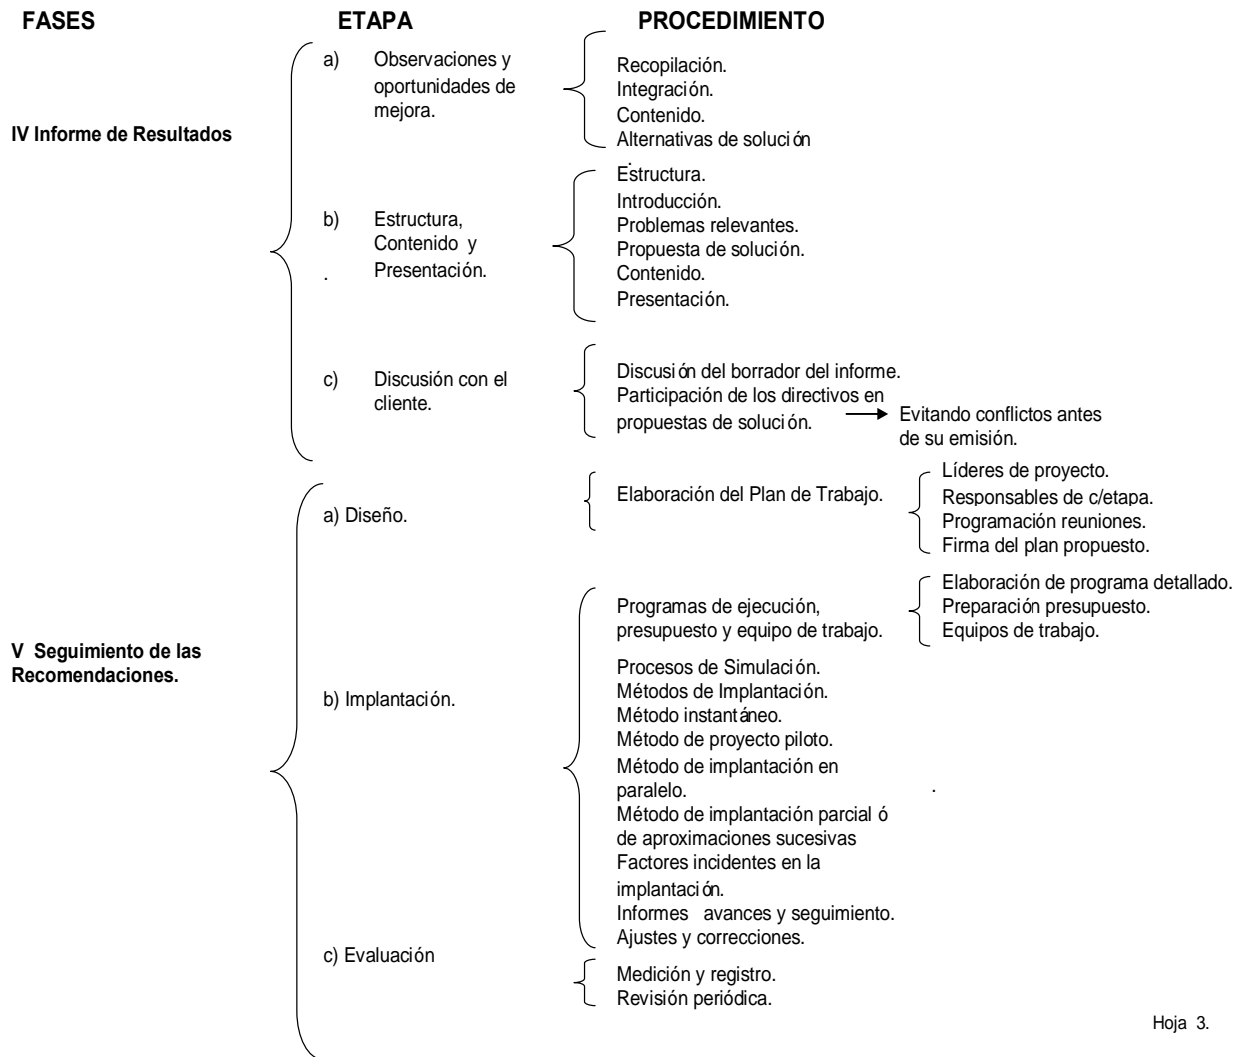 FASES ETAPA PROCEDIMIENTO
a) Observaciones y
oportunidades de
mejora.
Recopilación.
Integración.
Contenido.
Alternativas de solución
.
IV Informe de Resultados
b) Estructura,
Contenido y
. Presentación.
Estructura.
Introducción.
Problemas relevantes.
Propuesta de solución.
Contenido.
Presentación.
c) Discusión con el
cliente.
Discusión del borrador del informe.
Participación de los directivos en
propuestas de solución.
Evitando conflictos antes
de su emisión.
V Seguimiento de las
Recomendaciones.
a) Diseño.
Elaboración del Plan de Trabajo.
Líderes de proyecto.
Responsables de c/etapa.
Programación reuniones.
Firma del plan propuesto.
b) Implantación.
Programas de ejecución,
presupuesto y equipo de trabajo.
Elaboración de programa detallado.
Preparación presupuesto.
Equipos de trabajo.
Procesos de Simulación.
Métodos de Implantación.
Método instantáneo.
Método de proyecto piloto.
Método de implantación en
paralelo.
.
Método de implantación parcial ó
de aproximaciones sucesivas
Factores incidentes en la
implantación.
Informes avances y seguimiento.
Ajustes y correcciones.
c) Evaluación
Medición y registro.
Revisión periódica.
Hoja 3.